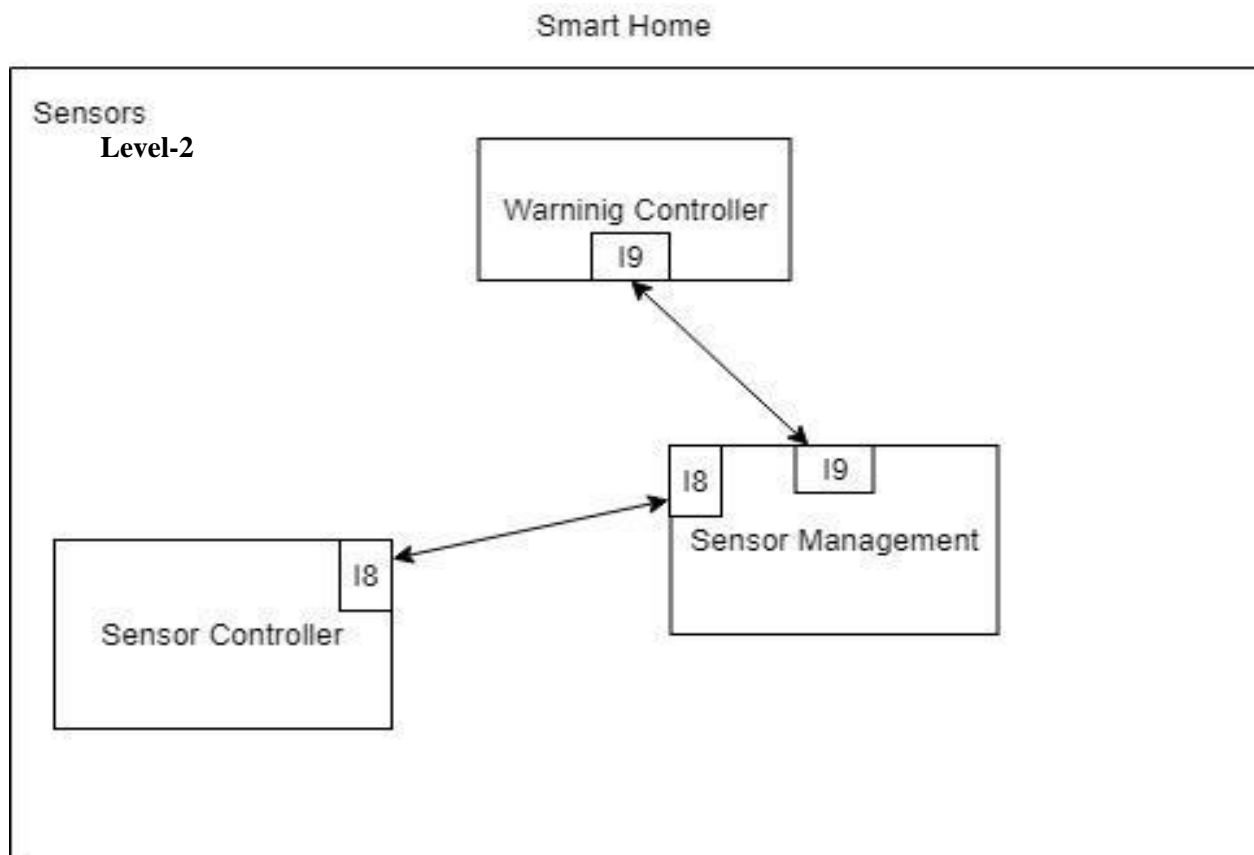 Smart Home
Sensors
Level-2
Warninig Controller
I9
I9
I8
Sensor Management
I8
Sensor Controller